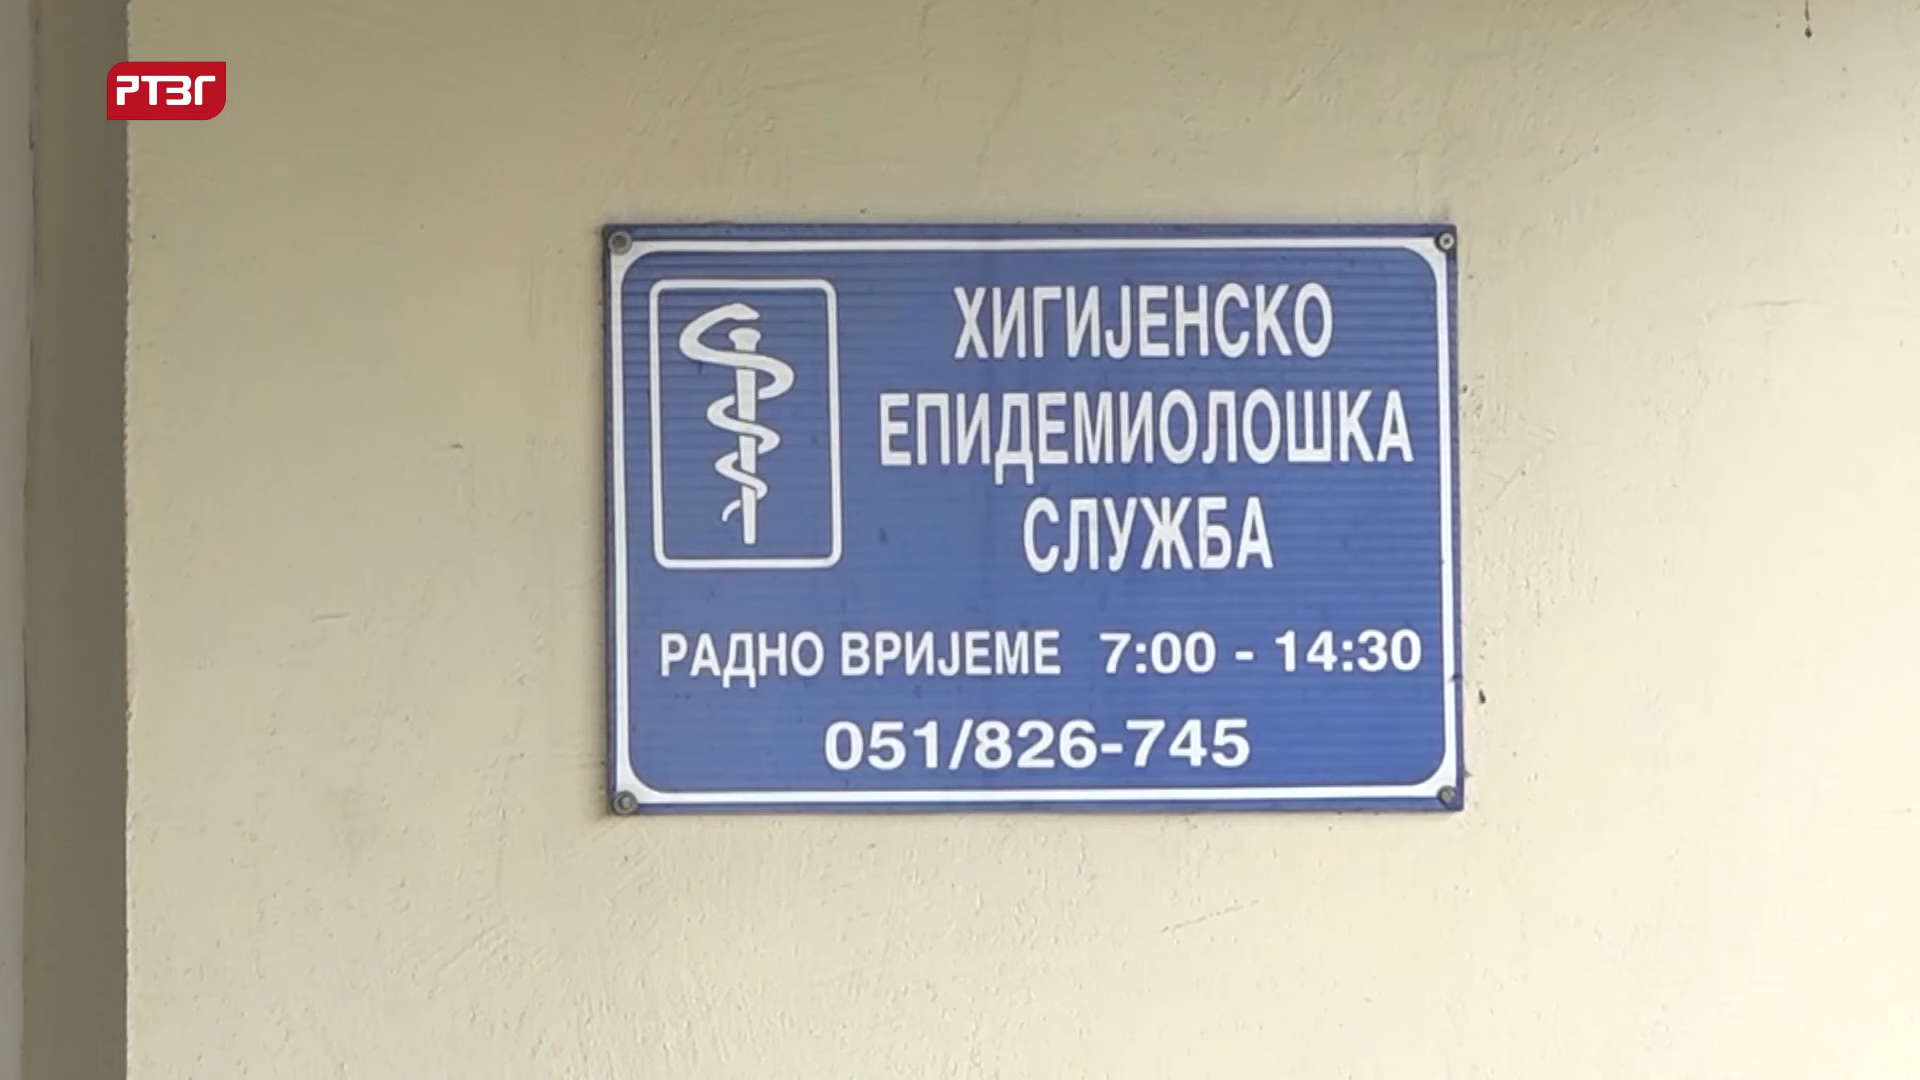 РТВГ
ХИГИЈЕНСКО
ЕПИДЕМИОЛОШКА
СЛУЖБА
РАДНО ВРИЈЕМЕ 7:00 - 14:30
051/826-745